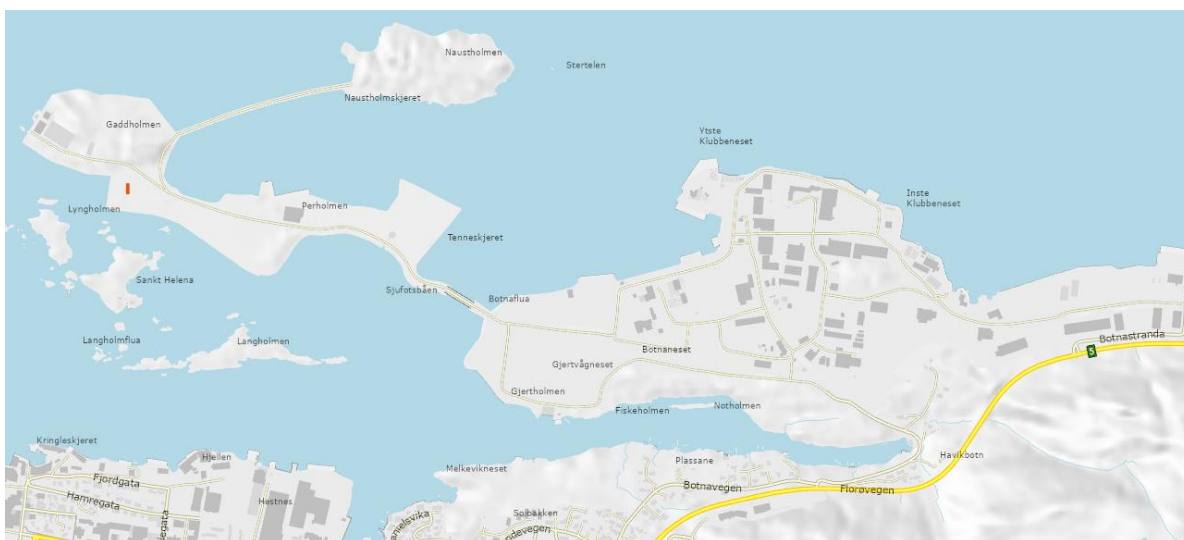 Naustholmen
Stertelen
Naustholmskjeret
Gaddholmen
Ytste
Klubbeneset
Inste
Klubbeneset
Lyngholmen
Perholmen
Tenneskjeret
Sankt Helena
Sjufotsbåen
Botnaflua
Langholmflua
Langholmen
Botnaneset
Botnastranda
5
Gjertvågneset
Gjertholmen
Fiskeholmen
Notholmen
Kringleskjeret
Hjellen
Melkevikneset
Plassane
Havikbotn
Fjordgata
Hamregata
Hestnes
Botnavegen
Florøvegen
Solbakken